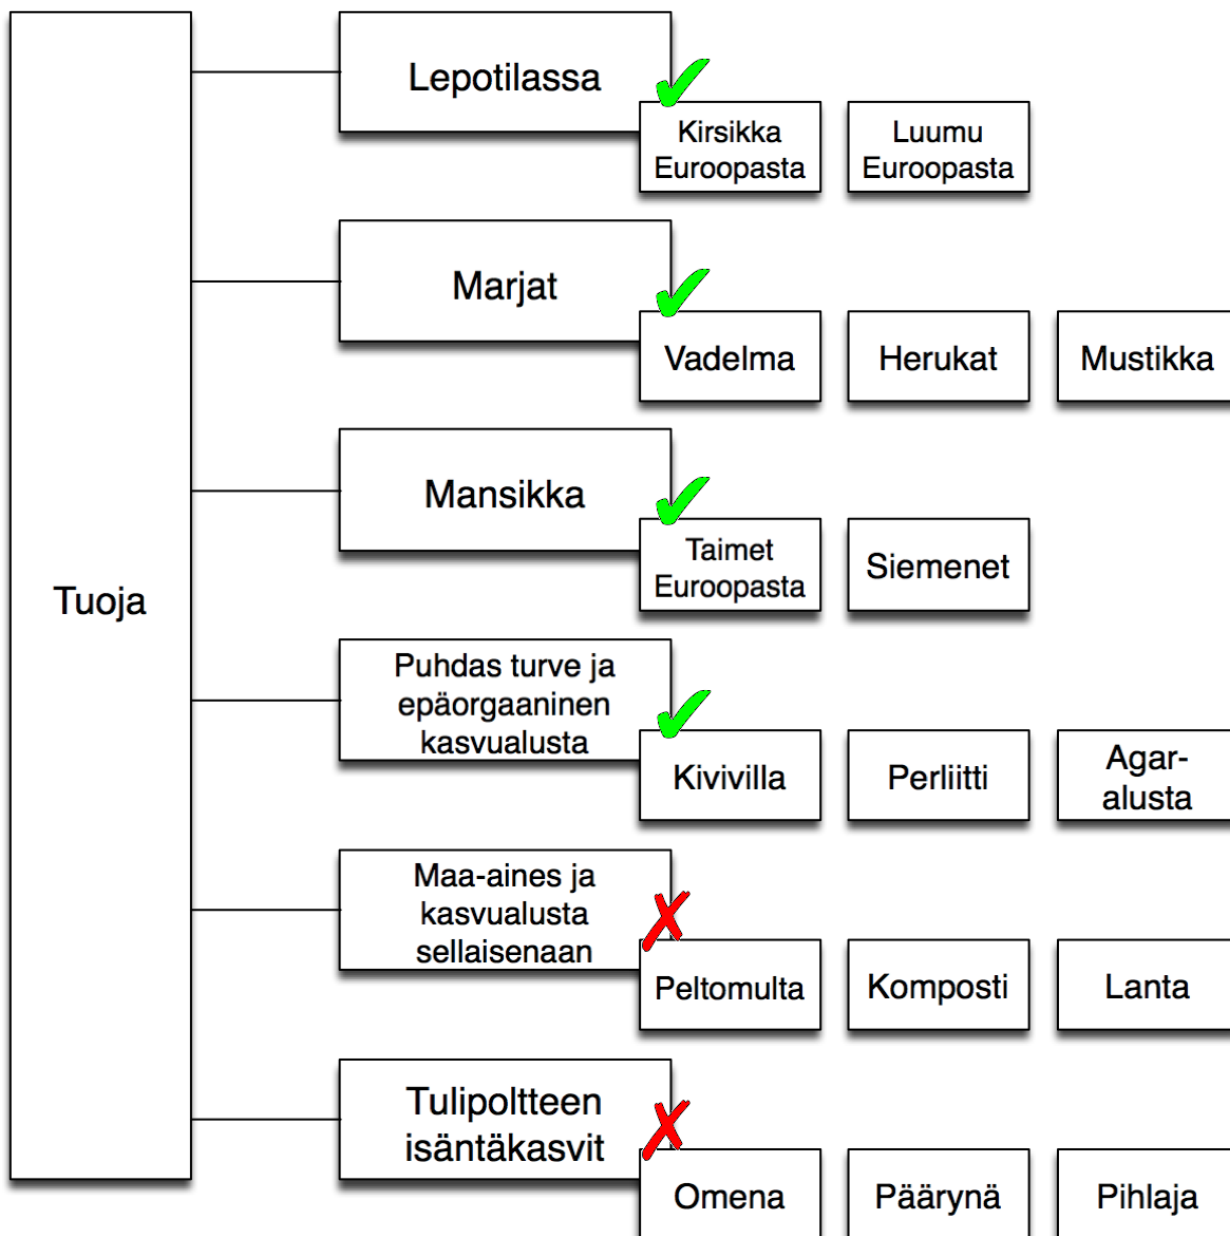 Tuoja
Lepotilassa
Kirsikka
Euroopasta
Luumu
Euroopasta
Marjat
Vadelma
Herukat
Mustikka
Mansikka
Taimet
Euroopasta
Siemenet
Puhdas turve ja
epäorgaaninen
kasvualusta
Kivivilla
Perliitti
Agar-
alusta
Maa-aines ja
kasvualusta
sellaisenaan
Peltomulta
Komposti
Lanta
Tulipoltteen
isäntäkasvit
Omena
Päärynä
Pihlaja